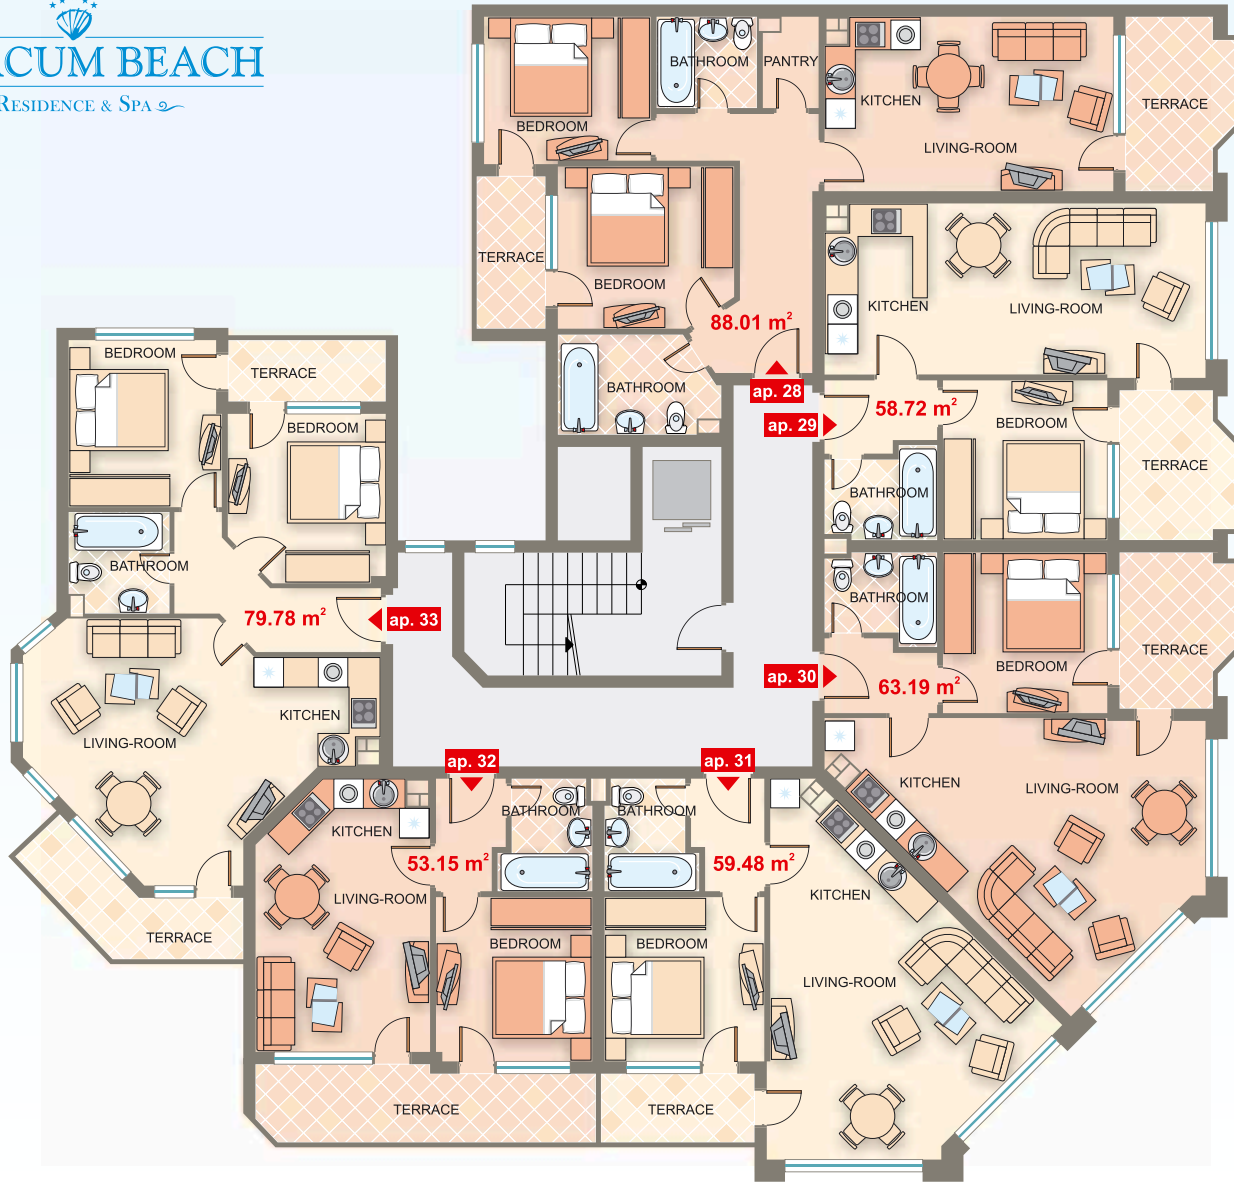 CUM BEACH
RESIDENCE & SPA
BEDROOM
BATHROOM
PANTRY
KITCHEN
LIVING-ROOM
TERRACE
TERRACE
BEDROOM
88.01 m²
BATHROOM
ap. 28
ap. 29
KITCHEN
LIVING-ROOM
58.72 m²
BEDROOM
TERRACE
BATHROOM
BEDROOM
TERRACE
BEDROOM
BATHROOM
79.78 m²
ap. 33
KITCHEN
LIVING-ROOM
TERRACE
BATHROOM
TERRACE
BEDROOM
ap. 30
63.19 m²
KITCHEN
LIVING-ROOM
ap. 32
ap. 31
BATHROOM
KITCHEN
53.15 m²
LIVING-ROOM
BEDROOM
TERRACE
BATHROOM
59.48 m²
KITCHEN
BEDROOM
LIVING-ROOM
TERRACE